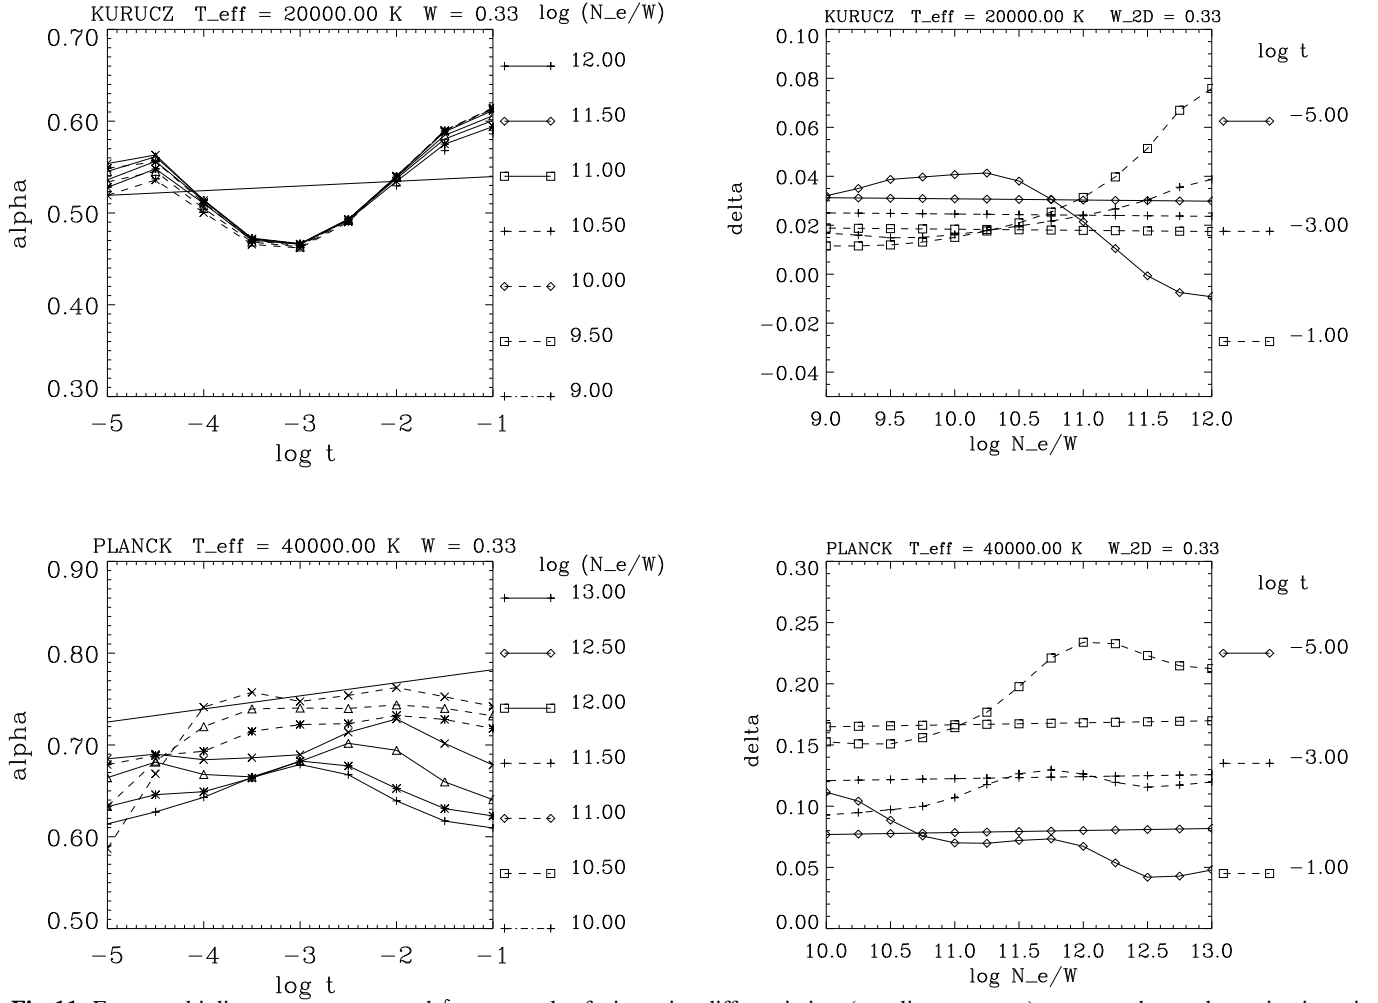 KURUCZ T_eff = 20000.00 K W = 0.33 log (N_e/W)
0.70
0.60
0.50
0.40
0.30
alpha
−5 −4 −3 −2 −1
log t
12.00
11.50
11.00
10.50
10.00
9.50
9.00
KURUCZ T_eff = 20000.00 K W_2D = 0.33
log t
0.10
0.08
0.06
0.04
0.02
0.00
−0.02
−0.04
delta
9.0 9.5 10.0 10.5 11.0 11.5 12.0
log N_e/W
−5.00
−3.00
−1.00
PLANCK T_eff = 40000.00 K W = 0.33
log (N_e/W)
0.90
0.80
0.70
0.60
0.50
alpha
−5 −4 −3 −2 −1
log t
13.00
12.50
12.00
11.50
11.00
10.50
10.00
PLANCK T_eff = 40000.00 K W_2D = 0.33
log t
0.30
0.25
0.20
0.15
0.10
0.05
0.00
delta
10.0 10.5 11.0 11.5 12.0 12.5 13.0
log N_e/W
−5.00
−3.00
−1.00